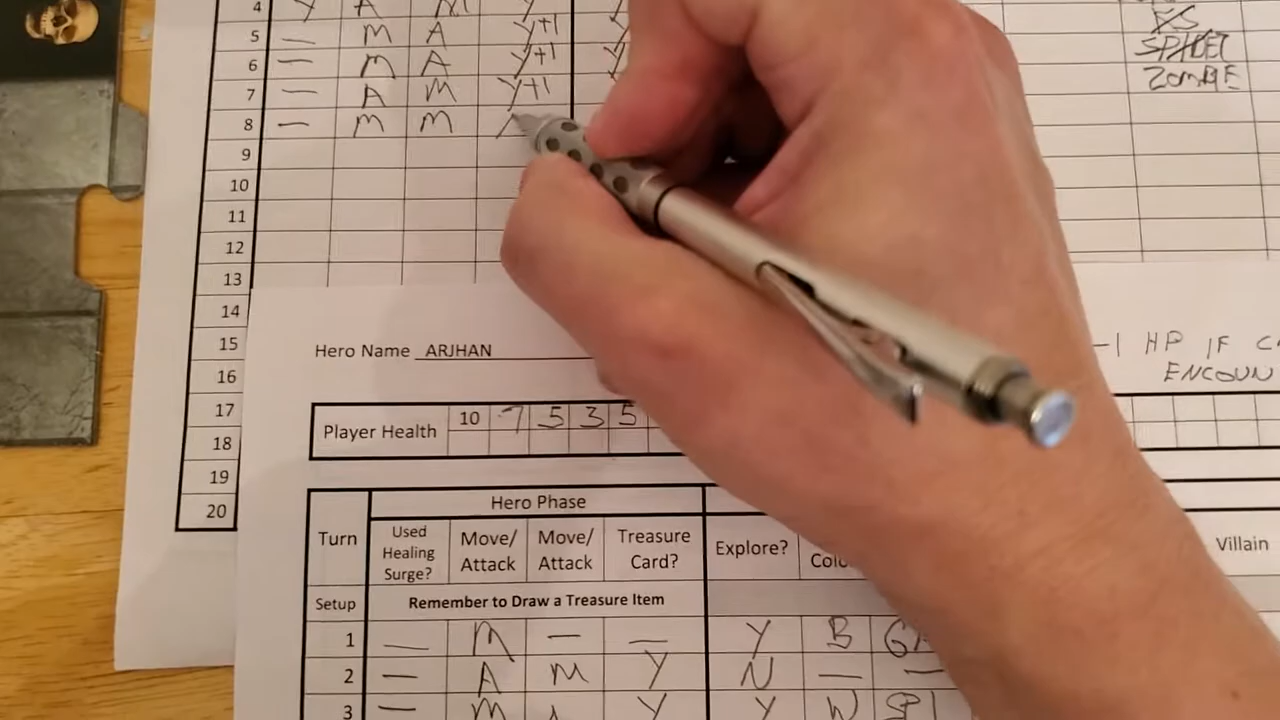 4 Y A M Y
5 — M A Y+1
6 — M A Y+1
7 — A M Y+1
8 — M M
9
10
11
12
13
14
15
16
17
18
19
20
SPIDER
ZOMBIE
Hero Name ARJHAN
-1 HP IF
ENCOUN
Player Health 10 7 5 3 5
Hero Phase
Turn Used Healing Surge? Move/Attack Move/Attack Treasure Card? Explore? Villain
Setup Remember to Draw a Treasure Item
1 — M — — Y B
2 — A M Y N — —
3 — M Y Y W SPI